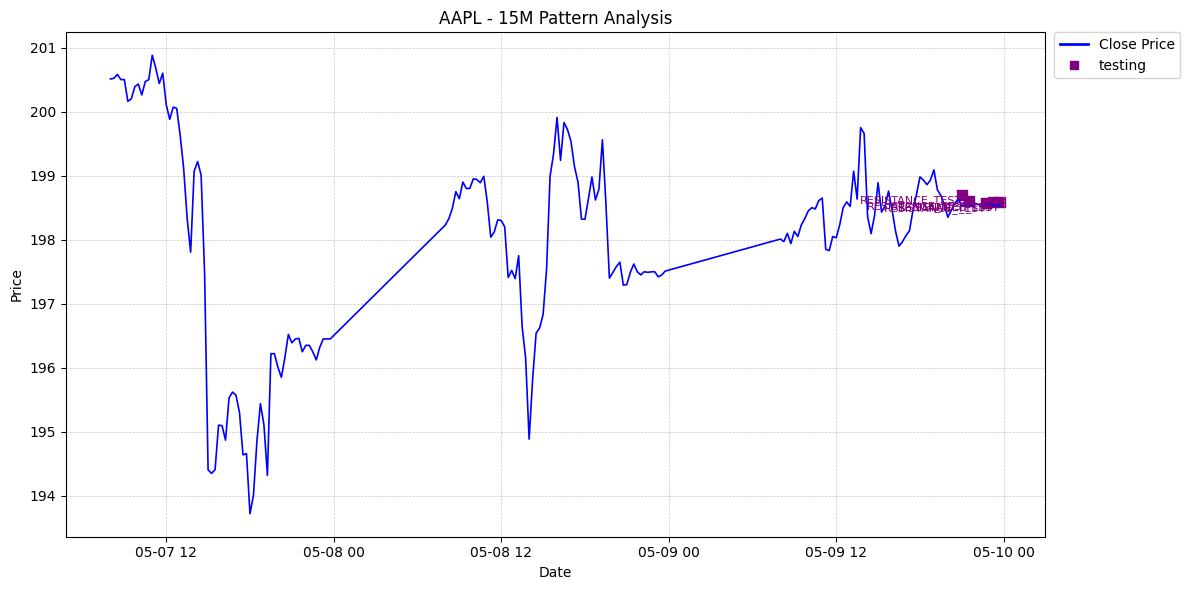 AAPL - 15M Pattern Analysis
Close Price
testing
201
200
199
198
197
196
195
194
Price
05-07 12
05-08 00
05-08 12
05-09 00
05-09 12
05-10 00
Date